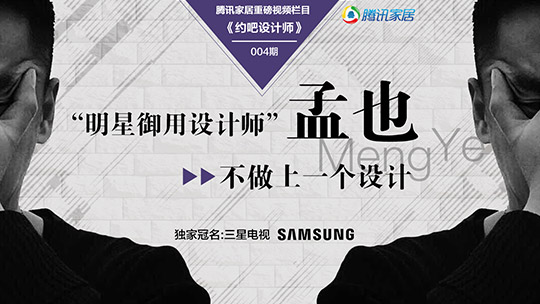 腾讯家居重磅视频栏目
《约吧设计师》
004期
腾讯家居
“明星御用设计师”孟也
MengYe
不做上一个设计
独家冠名:三星电视 SAMSUNG